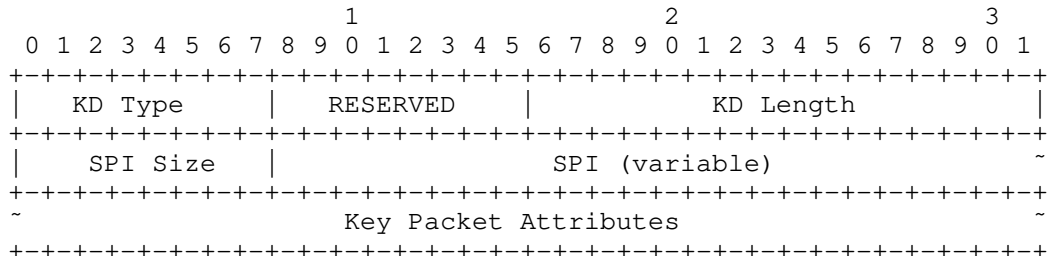 1                   2                   3
 0 1 2 3 4 5 6 7 8 9 0 1 2 3 4 5 6 7 8 9 0 1 2 3 4 5 6 7 8 9 0 1
+-+-+-+-+-+-+-+-+-+-+-+-+-+-+-+-+-+-+-+-+-+-+-+-+-+-+-+-+-+-+-+-+
|   KD Type     |   RESERVED    |           KD Length           |
+-+-+-+-+-+-+-+-+-+-+-+-+-+-+-+-+-+-+-+-+-+-+-+-+-+-+-+-+-+-+-+-+
|    SPI Size   |                 SPI (variable)                ~
+-+-+-+-+-+-+-+-+-+-+-+-+-+-+-+-+-+-+-+-+-+-+-+-+-+-+-+-+-+-+-+-+
~                    Key Packet Attributes                      ~
+-+-+-+-+-+-+-+-+-+-+-+-+-+-+-+-+-+-+-+-+-+-+-+-+-+-+-+-+-+-+-+-+